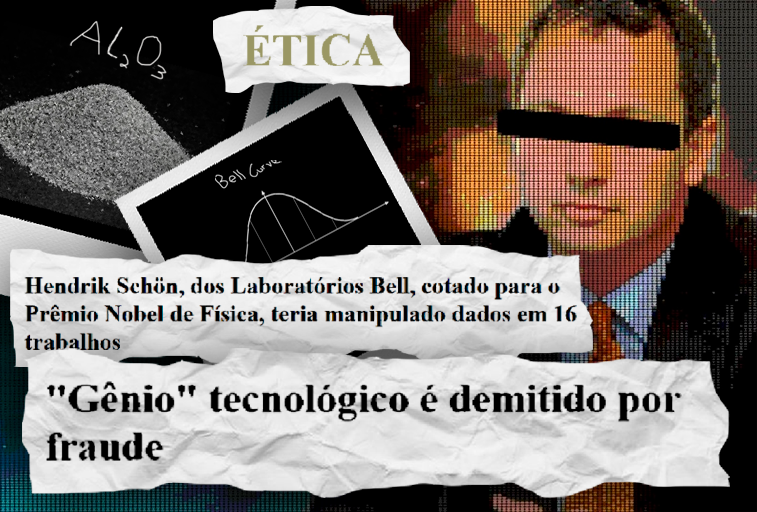 Al₂O₃
ÉTICA
Bell Curve
Hendrik Schön, dos Laboratórios Bell, cotado para o
Prêmio Nobel de Física, teria manipulado dados em 16
trabalhos
"Gênio" tecnológico é demitido por
fraude